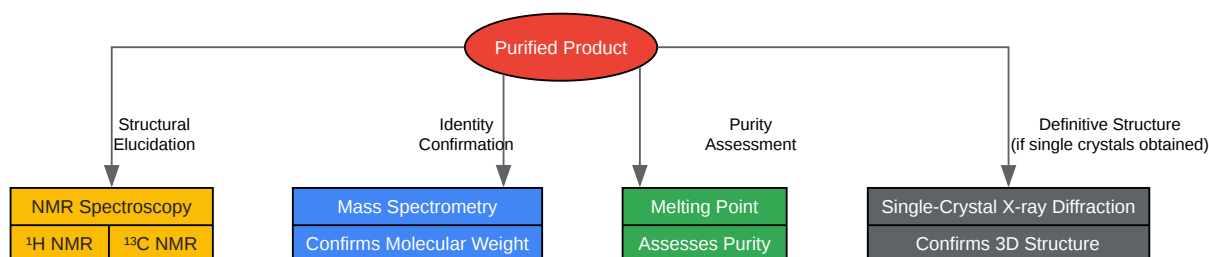 Purified Product
Structural
Elucidation
Identity
Confirmation
Purity
Assessment
Definitive Structure
(if single crystals obtained)
NMR Spectroscopy
¹H NMR
¹³C NMR
Mass Spectrometry
Confirms Molecular Weight
Melting Point
Assesses Purity
Single-Crystal X-ray Diffraction
Confirms 3D Structure